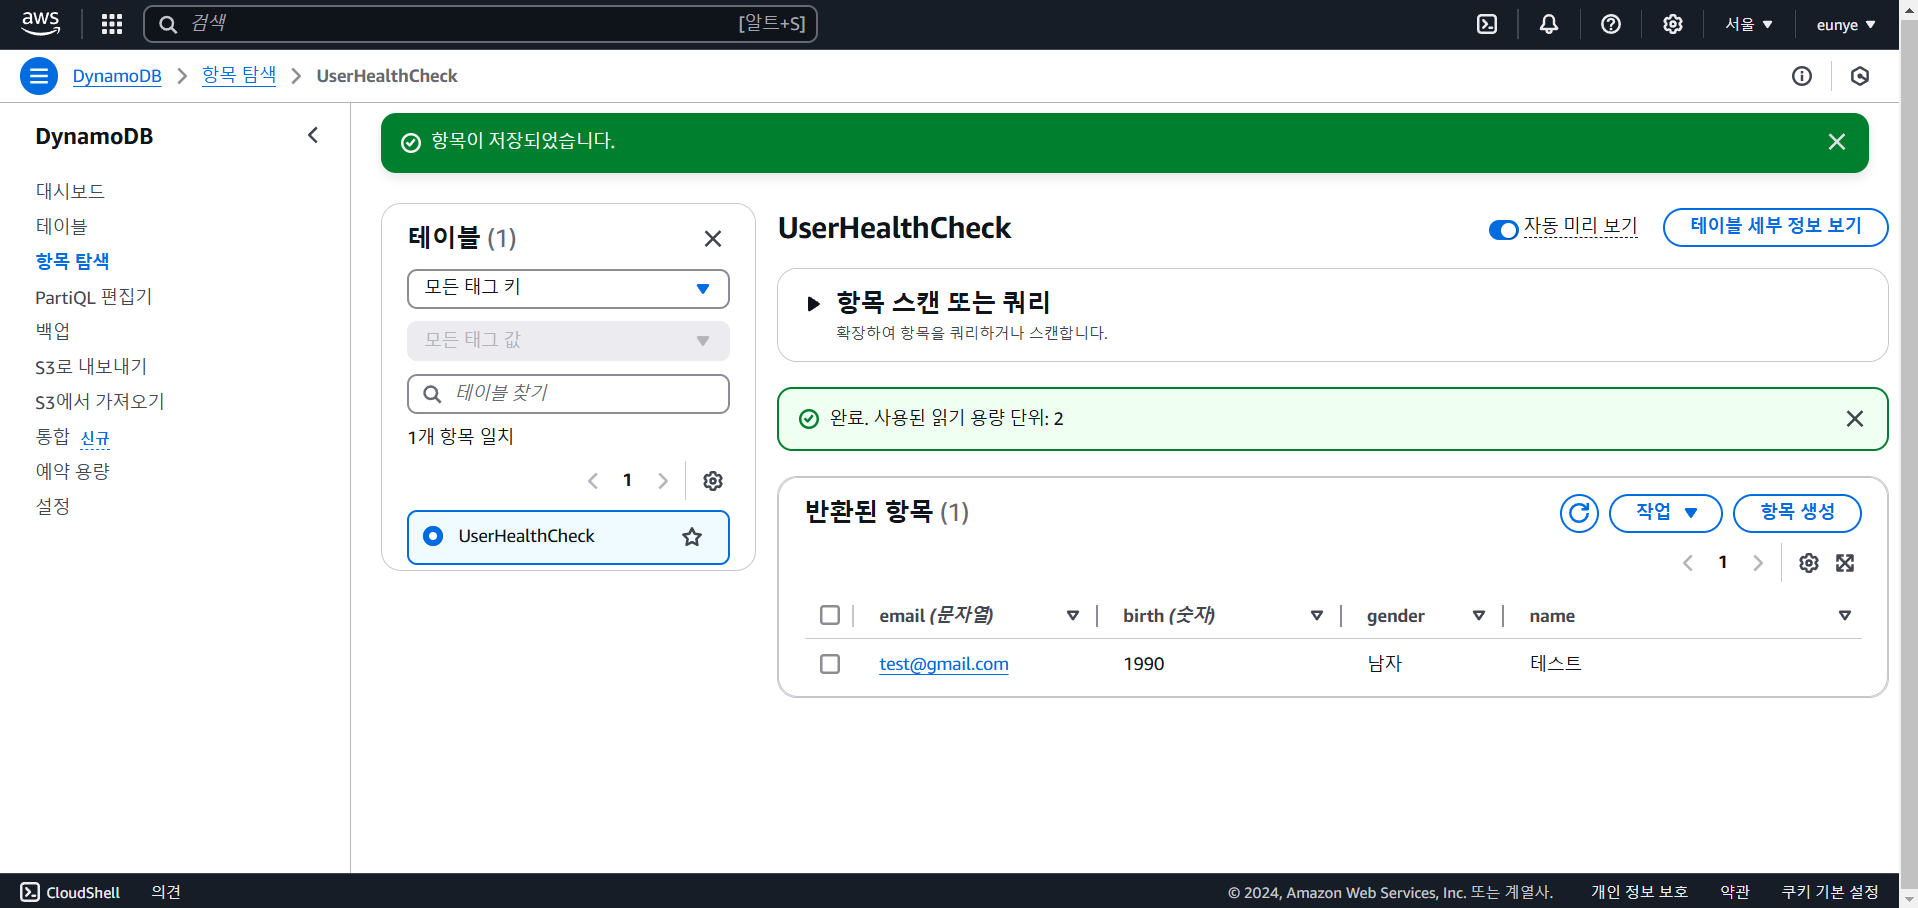 aws
검색 [알트+S]
서울 ▼ eunye ▼
DynamoDB > 항목 탐색 > UserHealthCheck
DynamoDB
대시보드
테이블
항목 탐색
PartiQL 편집기
백업
S3로 내보내기
S3에서 가져오기
통합 신규
예약 용량
설정
항목이 저장되었습니다.
테이블 (1)
모든 태그 키
모든 태그 값
테이블 찾기
1개 항목 일치
1
UserHealthCheck
UserHealthCheck
자동 미리 보기
테이블 세부 정보 보기
항목 스캔 또는 쿼리
확장하여 항목을 쿼리하거나 스캔합니다.
완료. 사용된 읽기 용량 단위: 2
반환된 항목 (1)
작업 ▼
항목 생성
1
email (문자열) birth (숫자) gender name
test@gmail.com 1990 남자 테스트
CloudShell 의견
© 2024, Amazon Web Services, Inc. 또는 계열사. 개인 정보 보호 약관 쿠키 기본 설정